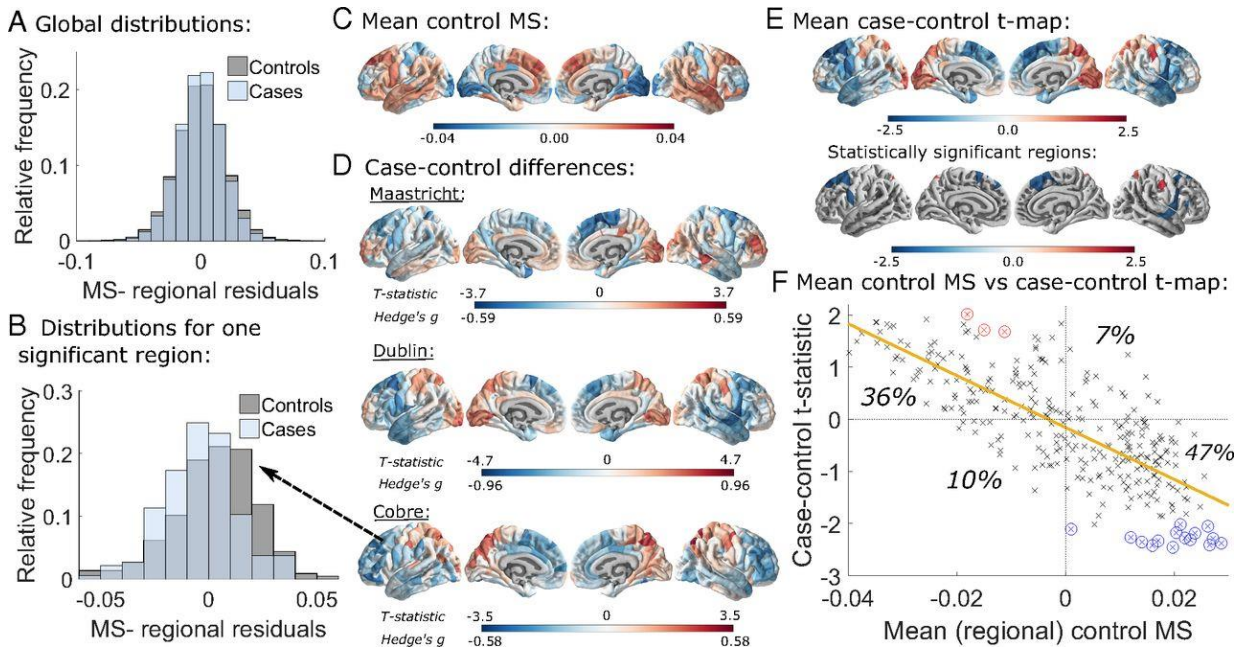 A Global distributions:
Relative frequency
0.2
0.1
0
Controls
Cases
-0.1 0 0.1
MS- regional residuals
B Distributions for one
significant region:
Relative frequency
0.3
0.2
0.1
0
Controls
Cases
-0.05 0 0.05
MS- regional residuals
C Mean control MS:
-0.04 0.00 0.04
D Case-control differences:
Maastricht:
T-statistic -3.7 0 3.7
Hedge's g -0.59 0.59
Dublin:
T-statistic -4.7 0 4.7
Hedge's g -0.96 0.96
Cobre:
T-statistic -3.5 0 3.5
Hedge's g -0.58 0.58
E Mean case-control t-map:
-2.5 0.0 2.5
Statistically significant regions:
-2.5 0.0 2.5
F Mean control MS vs case-control t-map:
Case-control t-statistic
2
1
0
-1
-2
-3
7%
36%
47%
10%
-0.04 -0.02 0 0.02
Mean (regional) control MS